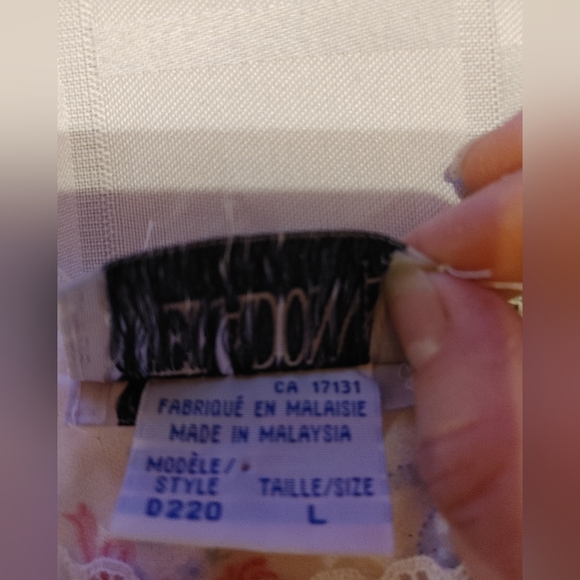 CA 17131
FABRIQUÉ EN MALAISIE
MADE IN MALAYSIA
MODÈLE/
STYLE TAILLE/SIZE
D220 L